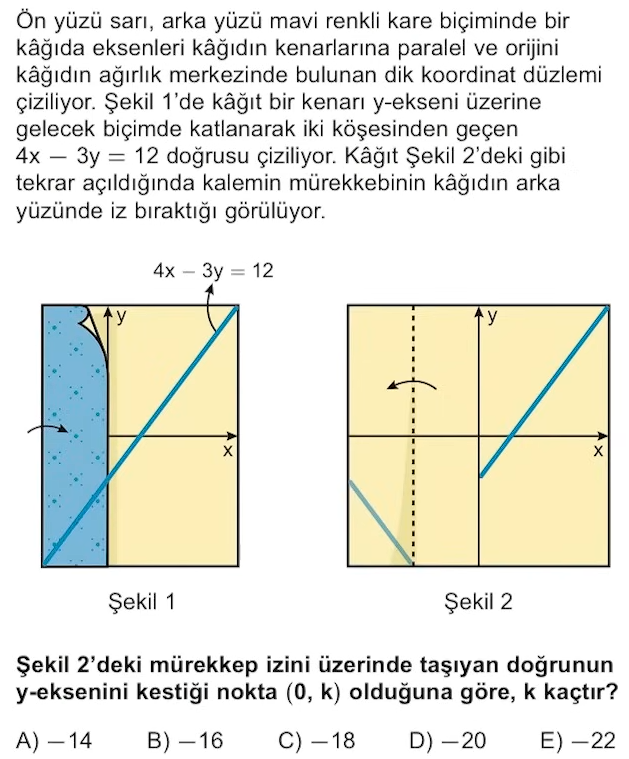 Ön yüzü sarı, arka yüzü mavi renkli kare biçiminde bir
kâğıda eksenleri kâğıdın kenarlarına paralel ve orijini
kâğıdın ağırlık merkezinde bulunan dik koordinat düzlemi
çiziliyor. Şekil 1’de kâğıt bir kenarı y-ekseni üzerine
gelecek biçimde katlanarak iki köşesinden geçen
4x − 3y = 12 doğrusu çiziliyor. Kâğıt Şekil 2’deki gibi
tekrar açıldığında kalemin mürekkebinin kâğıdın arka
yüzünde iz bıraktığı görülüyor.
4x − 3y = 12
y
x
y
x
Şekil 1
Şekil 2
Şekil 2’deki mürekkep izini üzerinde taşıyan doğrunun
y-eksenini kestiği nokta (0, k) olduğuna göre, k kaçtır?
A) −14 B) −16 C) −18 D) −20 E) −22